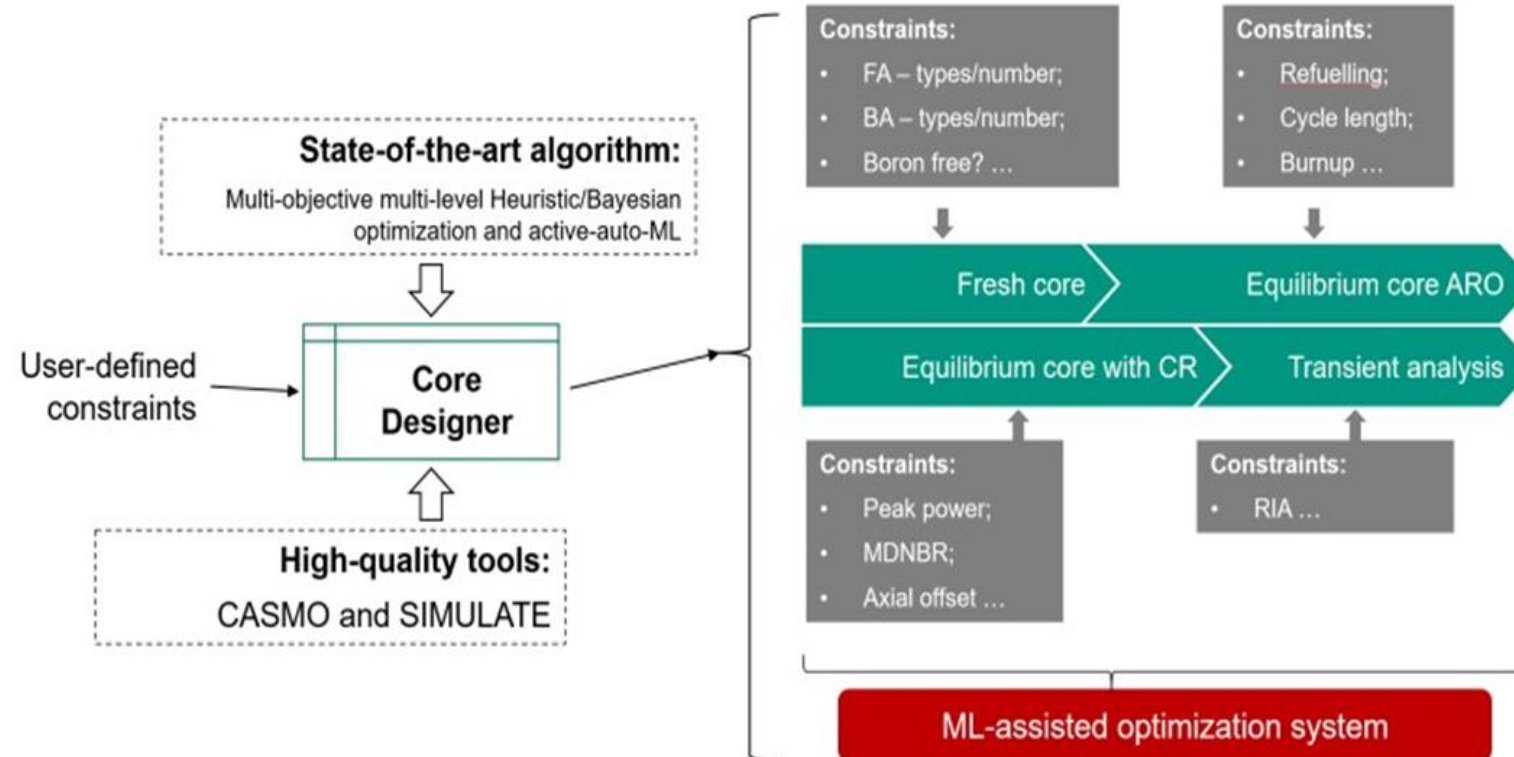 State-of-the-art algorithm:
Multi-objective multi-level Heuristic/Bayesian
optimization and active-auto-ML
User-defined
constraints
Core
Designer
High-quality tools:
CASMO and SIMULATE
Constraints:
• FA – types/number;
• BA – types/number;
• Boron free? ...
Constraints:
• Refuelling;
• Cycle length;
• Burnup ...
Fresh core
Equilibrium core ARO
Equilibrium core with CR
Transient analysis
Constraints:
• Peak power;
• MDNBR;
• Axial offset ...
Constraints:
• RIA ...
ML-assisted optimization system